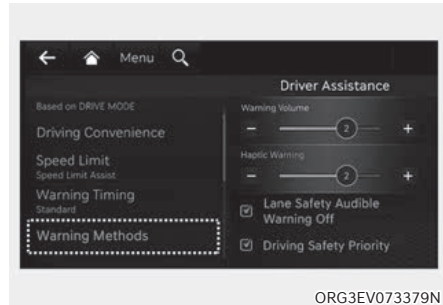 Menu
Driver Assistance
Based on DRIVE MODE
Driving Convenience
Speed Limit
Speed Limit Assist
Warning Timing
Standard
Warning Methods
Warning Volume
− 2 +
Haptic Warning
− 2 +
Lane Safety Audible
Warning Off
Driving Safety Priority
ORG3EV073379N